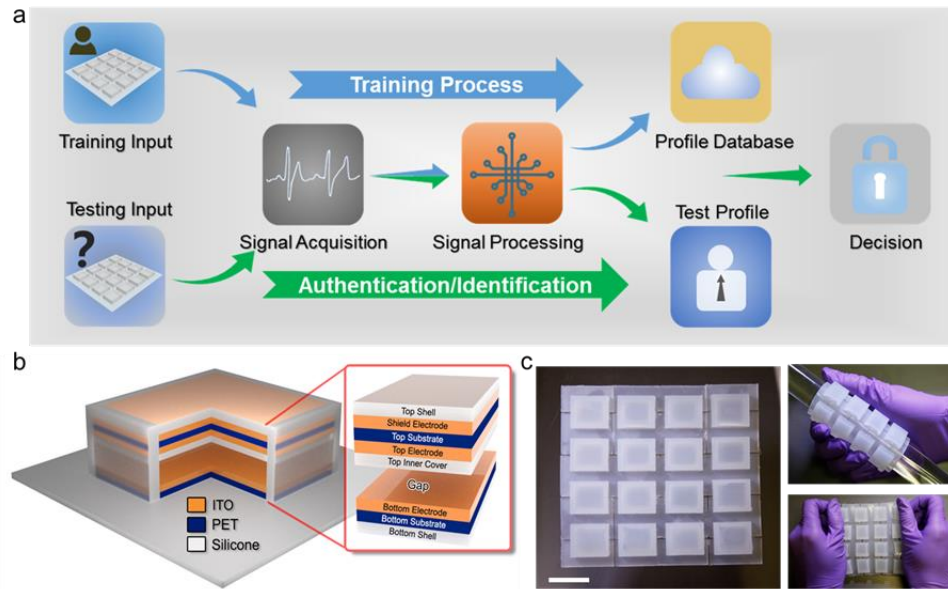 a
Training Input
Training Process
Profile Database
Testing Input
?
Signal Acquisition
Signal Processing
Test Profile
Decision
Authentication/Identification
b
ITO
PET
Silicone
Top Shell
Shield Electrode
Top Substrate
Top Electrode
Top Inner Cover
Gap
Bottom Electrode
Bottom Substrate
Bottom Shell
c